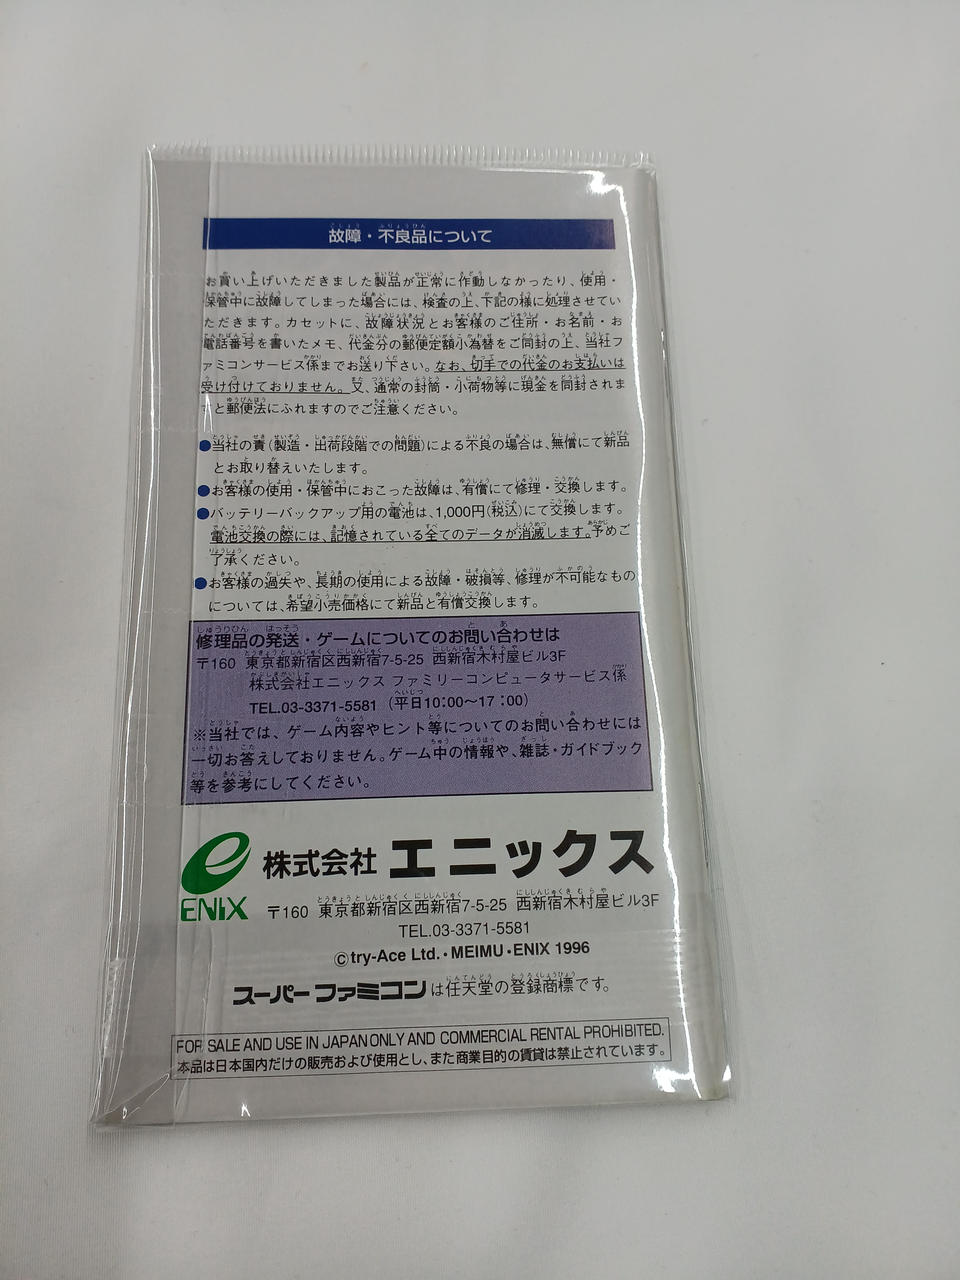 故障・不良品について
お買い上げいただきました製品が正常に作動しなかったり、使用・
保管中に故障してしまった場合には、検査の上、下記の様に処理させてい
ただきます。カセットに、故障状況とお客様のご住所・お名前・お
電話番号を書いたメモ、代金分の郵便定額小為替をご同封の上、当社フ
ァミコンサービス係までお送り下さい。なお、切手での代金のお支払いは
受け付けておりません。又、通常の封筒・小荷物等に現金を同封されま
すと郵便法にふれますのでご注意ください。
●当社の責(製造・出荷段階での問題)による不良の場合は、無償にて新品
とお取り替えいたします。
●お客様の使用・保管中におこった故障は、有償にて修理・交換します。
●バッテリーバックアップ用の電池は、1,000円(税込)にて交換します。
電池交換の際には、記憶されている全てのデータが消滅します。予めご
了承ください。
●お客様の過失や、長期の使用による故障・破損等、修理が不可能なもの
については、希望小売価格にて新品と有償交換します。
修理品の発送・ゲームについてのお問い合わせは
〒160 東京都新宿区西新宿7-5-25 西新宿木村屋ビル3F
株式会社エニックス ファミリーコンピュータサービス係
TEL.03-3371-5581 (平日10:00〜17:00)
※当社では、ゲーム内容やヒント等についてのお問い合わせには
一切お答えしておりません。ゲーム中の情報や、雑誌・ガイドブック
等を参考にしてください。
株式会社 エニックス
ENIX
〒160 東京都新宿区西新宿7-5-25 西新宿木村屋ビル3F
TEL.03-3371-5581
©try-Ace Ltd.・MEIMU・ENIX 1996
スーパーファミコンは任天堂の登録商標です。
FOR SALE AND USE IN JAPAN ONLY AND COMMERCIAL RENTAL PROHIBITED.
本品は日本国内だけの販売および使用とし、また商業目的の賃貸は禁止されています。